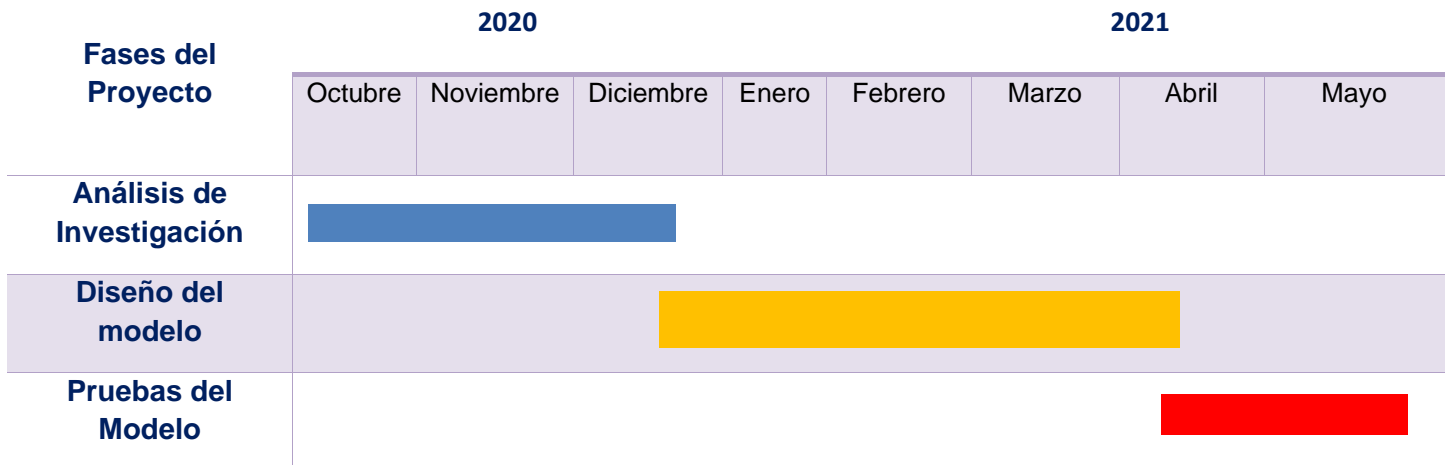 2020
2021
Fases del
Proyecto
Octubre Noviembre Diciembre Enero Febrero Marzo Abril Mayo
Análisis de
Investigación
Diseño del
modelo
Pruebas del
Modelo